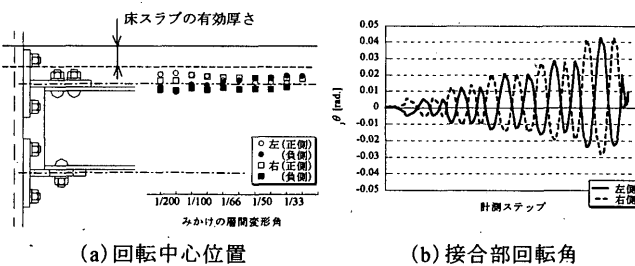 床スラブの有効厚さ
○ 左(正側)
● (負側)
□ 右(正側)
■ (負側)
1/200 1/100 1/66 1/50 1/33
みかけの層間変形角
(a) 回転中心位置
0.05
0.04
0.03
0.02
0.01
0
-0.01
-0.02
-0.03
-0.04
-0.05
jθ [rad.]
計測ステップ
左側
右側
(b) 接合部回転角